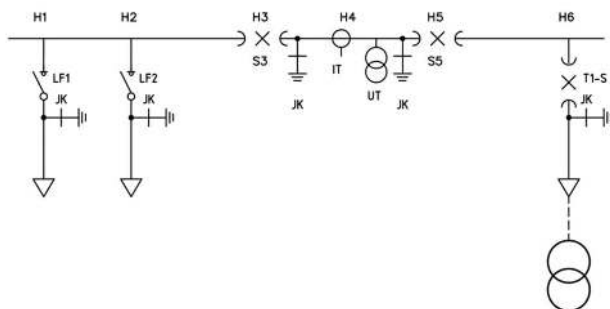 H1 H2 H3 H4 H5 H6
S3 IT S5
LF1 LF2 UT T1-S
JK JK JK JK JK